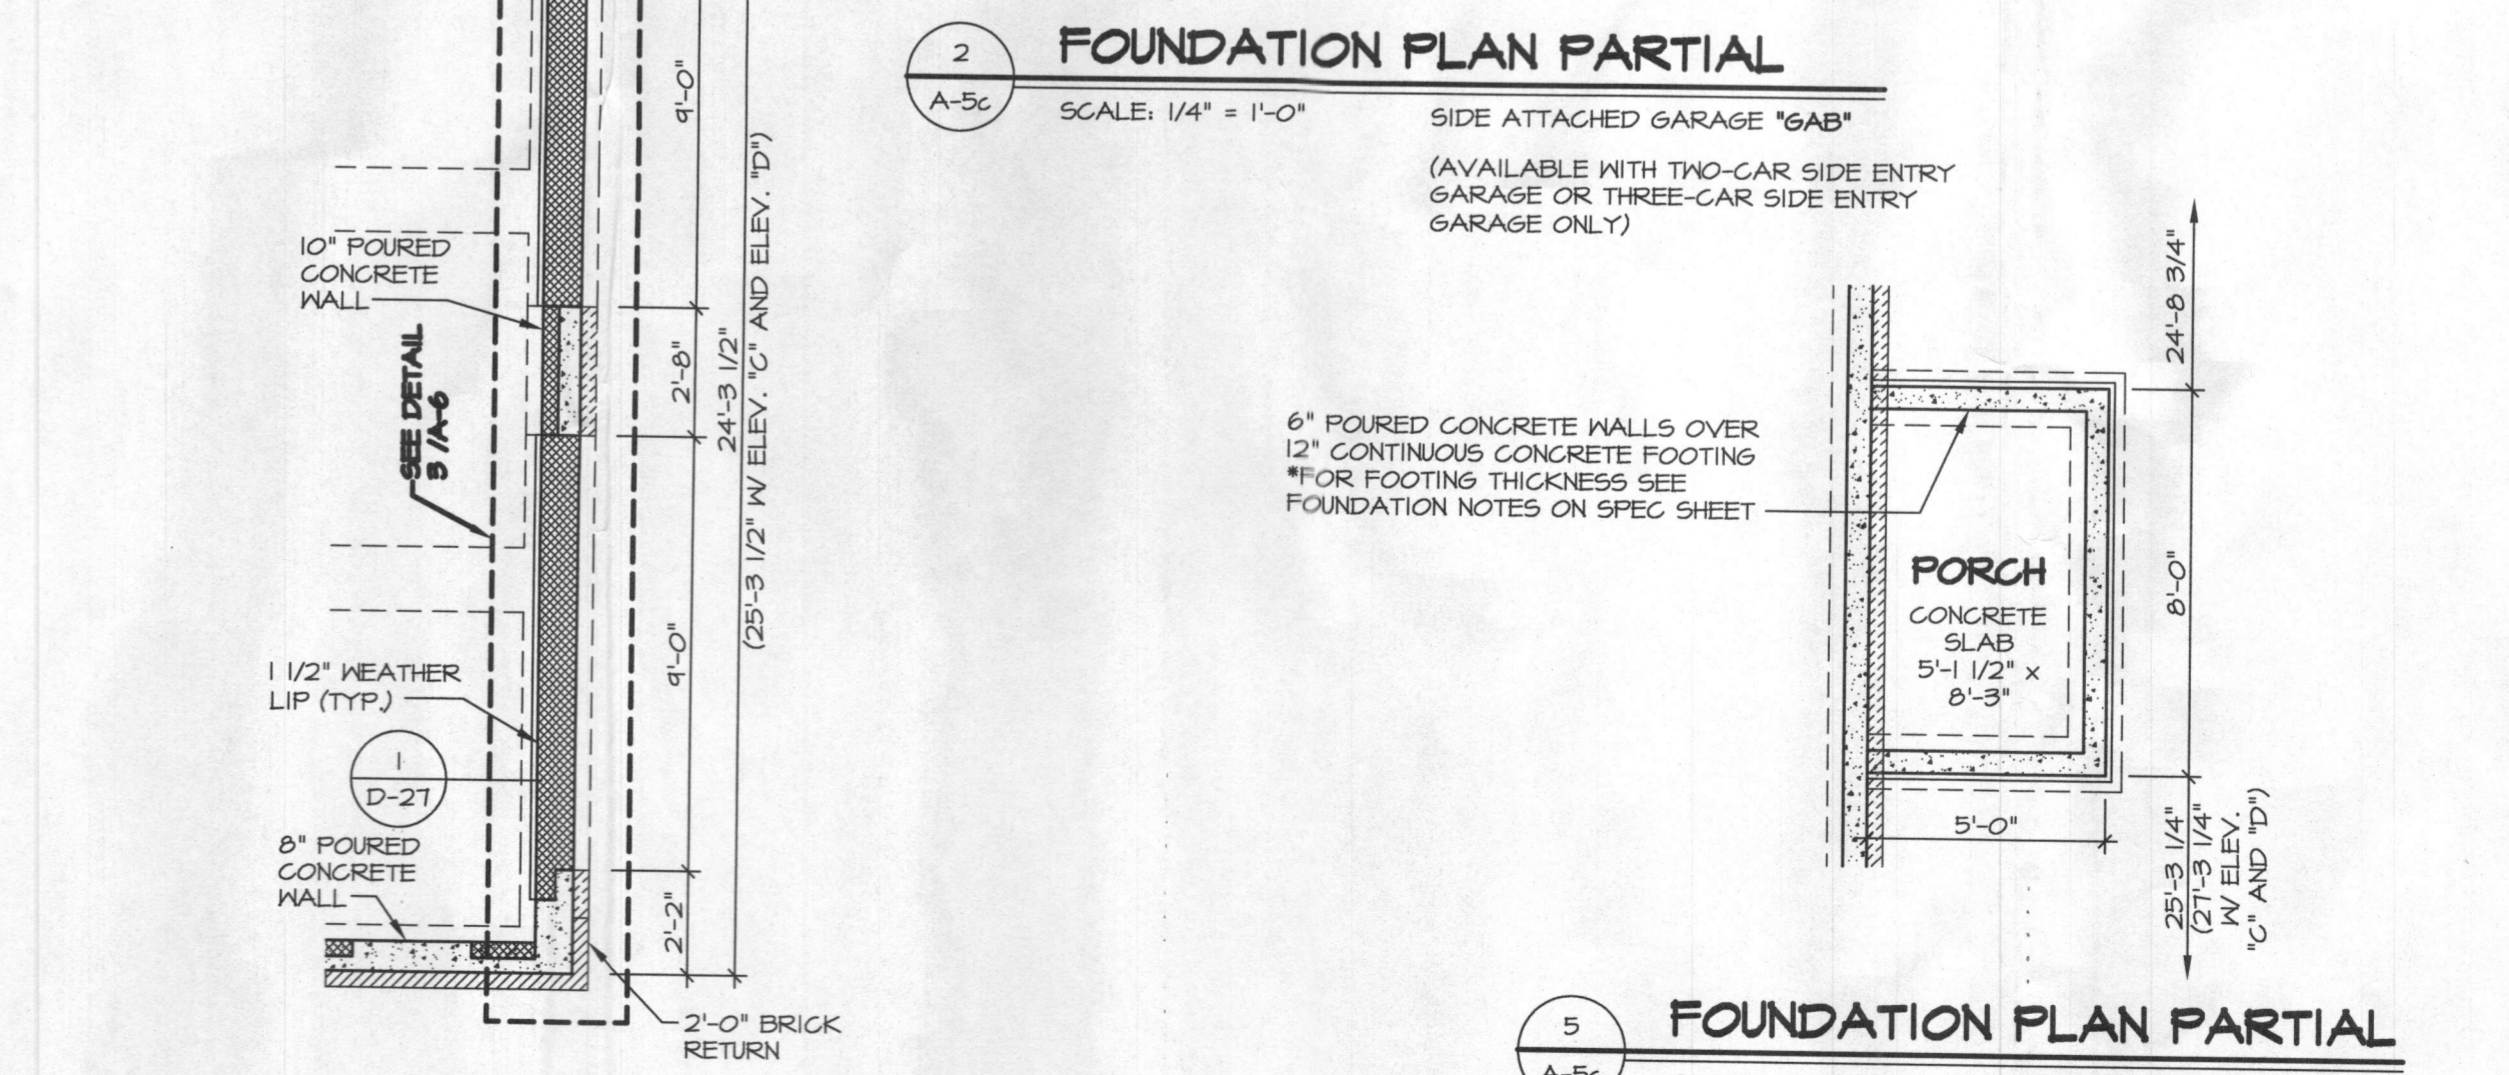 2
A-5c
FOUNDATION PLAN PARTIAL
SCALE: 1/4" = 1'-0"
SIDE ATTACHED GARAGE "GAB"
(AVAILABLE WITH TWO-CAR SIDE ENTRY
GARAGE OR THREE-CAR SIDE ENTRY
GARAGE ONLY)
9'-0"
10" POURED
CONCRETE
WALL
SEE DETAIL
3 /A-6
2'-8"
24'-3 1/2"
(25'-3 1/2" W/ ELEV. "C" AND ELEV. "D")
9'-0"
1 1/2" WEATHER
LIP (TYP.)
1
D-27
8" POURED
CONCRETE
WALL
2'-2"
2'-0" BRICK
RETURN
24'-8 3/4"
6" POURED CONCRETE WALLS OVER
12" CONTINUOUS CONCRETE FOOTING
*FOR FOOTING THICKNESS SEE
FOUNDATION NOTES ON SPEC SHEET
PORCH
CONCRETE
SLAB
5'-1 1/2" x
8'-3"
8'-0"
5'-0"
25'-3 1/4"
(27'-3 1/4"
W/ ELEV.
"C" AND "D")
5
A-5c
FOUNDATION PLAN PARTIAL